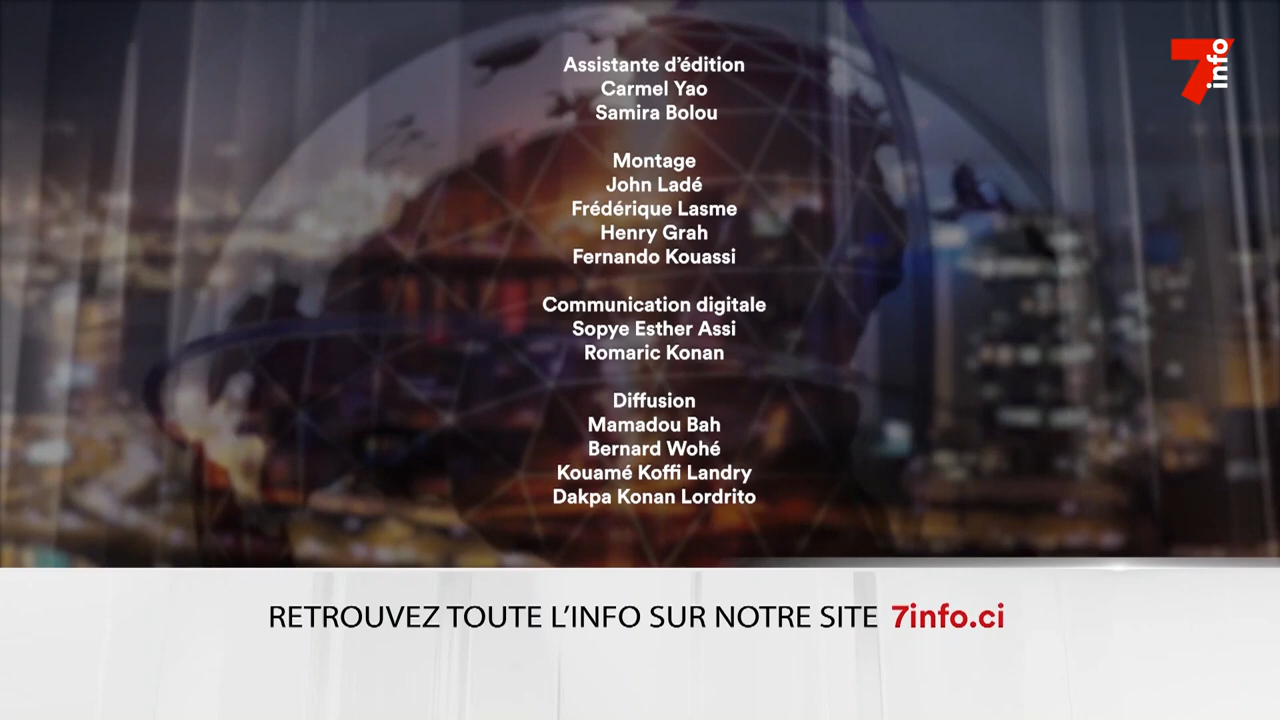 7info
Assistante d'édition
Carmel Yao
Samira Bolou
Montage
John Ladé
Frédérique Lasme
Henry Grah
Fernando Kouassi
Communication digitale
Sopye Esther Assi
Romaric Konan
Diffusion
Mamadou Bah
Bernard Wohé
Kouamé Koffi Landry
Dakpa Konan Lordrito
RETROUVEZ TOUTE L'INFO SUR NOTRE SITE 7info.ci